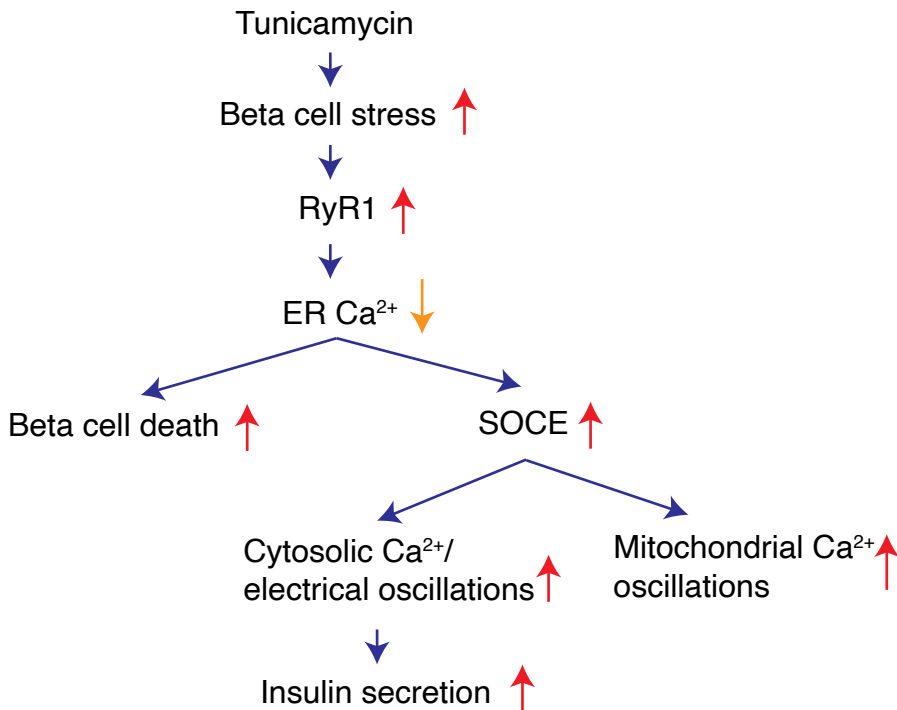 Tunicamycin
Beta cell stress
RyR1
ER Ca²⁺
Beta cell death
SOCE
Cytosolic Ca²⁺/
electrical oscillations
Mitochondrial Ca²⁺
oscillations
Insulin secretion